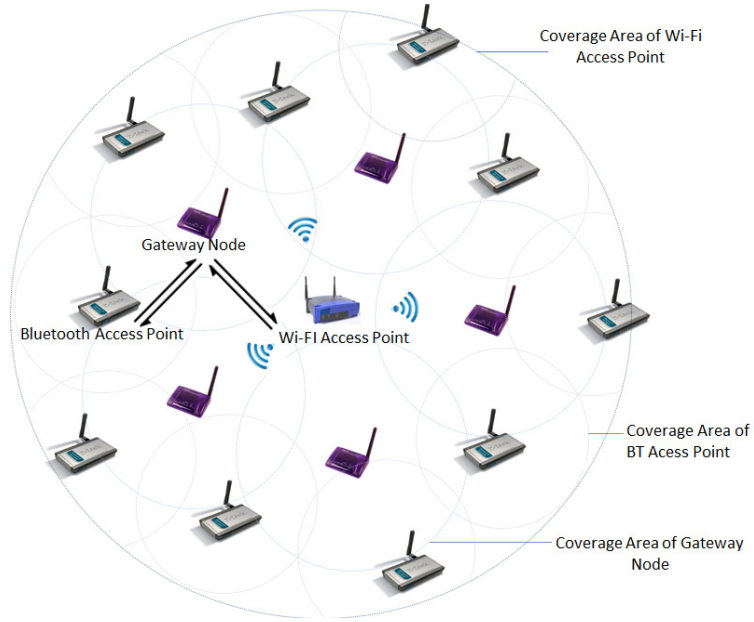 Coverage Area of Wi-Fi
Access Point
Gateway Node
Bluetooth Access Point
Wi-FI Access Point
Coverage Area of
BT Acess Point
Coverage Area of Gateway
Node